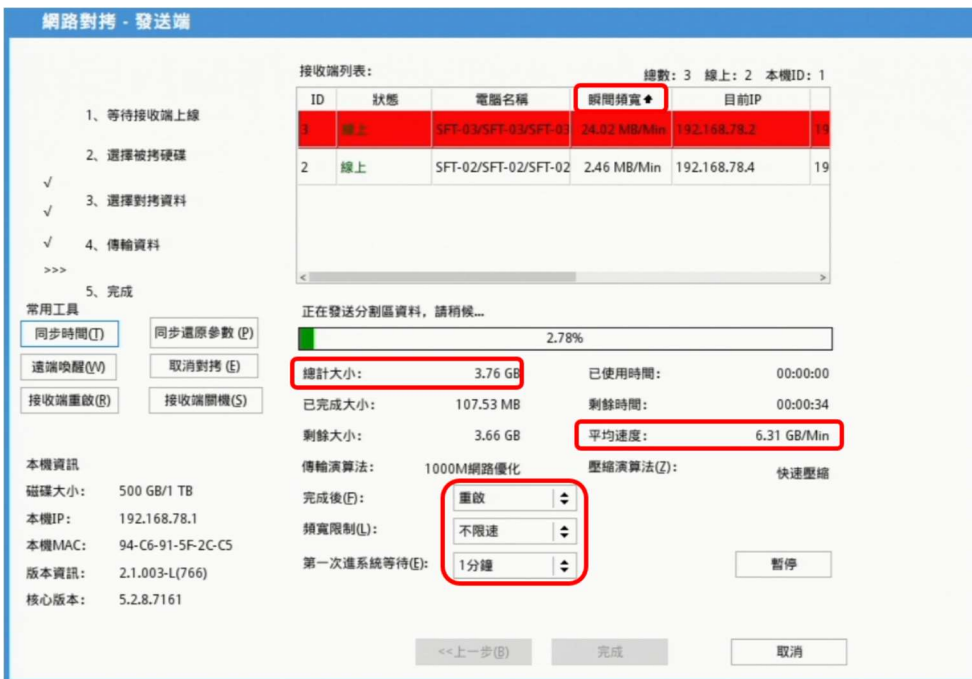 網路對拷 - 發送端
接收端列表:
總數: 3 線上: 2 本機ID: 1
ID 狀態 電腦名稱 瞬間頻寬 目前IP
3 線上 SFT-03/SFT-03/SFT-03 24.02 MB/Min 192.168.78.2 19
2 線上 SFT-02/SFT-02/SFT-02 2.46 MB/Min 192.168.78.4 19
1、等待接收端上線
2、選擇被拷硬碟
√
√ 3、選擇對拷資料
√ 4、傳輸資料
>>>
5、完成
常用工具
同步時間(T) 同步還原參數 (P)
遠端喚醒(W) 取消對拷 (E)
接收端重啟(R) 接收端關機(S)
正在發送分割區資料，請稍候...
2.78%
總計大小: 3.76 GB 已使用時間: 00:00:00
已完成大小: 107.53 MB 剩餘時間: 00:00:34
剩餘大小: 3.66 GB 平均速度: 6.31 GB/Min
傳輸演算法: 1000M網路優化 壓縮演算法(Z): 快速壓縮
完成後(F): 重啟
頻寬限制(L): 不限速
第一次進系統等待(E): 1分鐘 暫停
本機資訊
磁碟大小: 500 GB/1 TB
本機IP: 192.168.78.1
本機MAC: 94-C6-91-5F-2C-C5
版本資訊: 2.1.003-L(766)
核心版本: 5.2.8.7161
<<上一步(B) 完成 取消